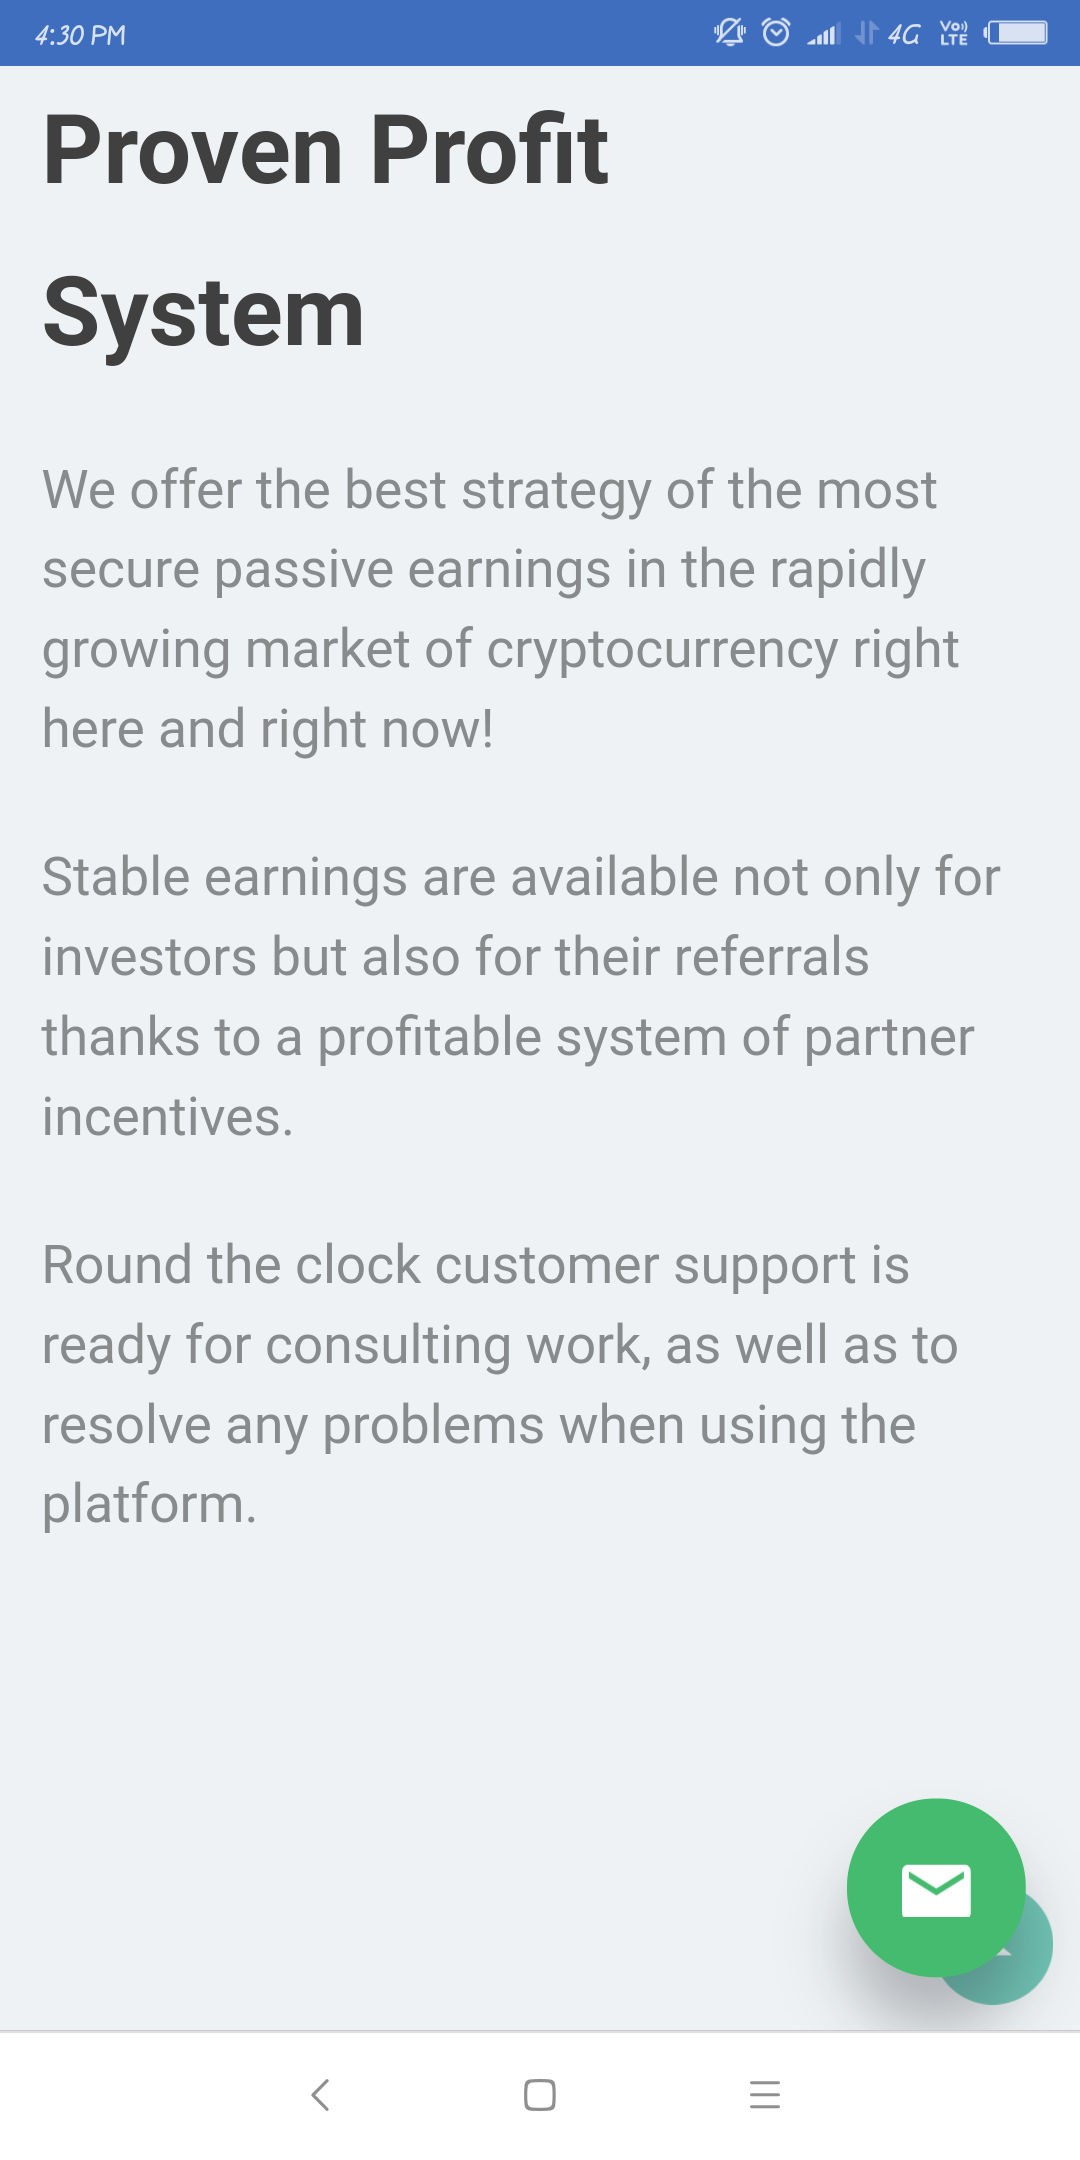 4:30 PM
4G
VO LTE
Proven Profit
System
We offer the best strategy of the most
secure passive earnings in the rapidly
growing market of cryptocurrency right
here and right now!
Stable earnings are available not only for
investors but also for their referrals
thanks to a profitable system of partner
incentives.
Round the clock customer support is
ready for consulting work, as well as to
resolve any problems when using the
platform.